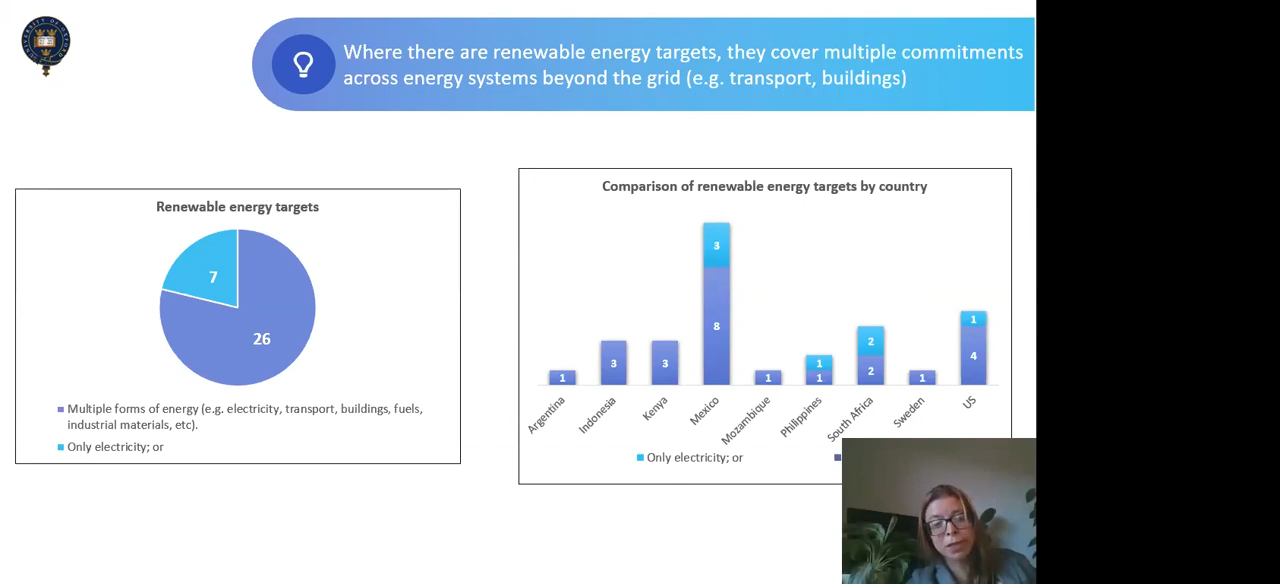 UNIVERSITY OF OXFORD
Where there are renewable energy targets, they cover multiple commitments
across energy systems beyond the grid (e.g. transport, buildings)
Renewable energy targets
7
26
Multiple forms of energy (e.g. electricity, transport, buildings, fuels,
industrial materials, etc).
Only electricity; or
Comparison of renewable energy targets by country
3
8
1
3
3
1
1
1
2
2
1
1
4
Argentina
Indonesia
Kenya
Mexico
Mozambique
Philippines
South Africa
Sweden
US
Only electricity; or